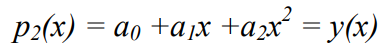 p₂(x) = a₀ +a₁x +a₂x² = y(x)